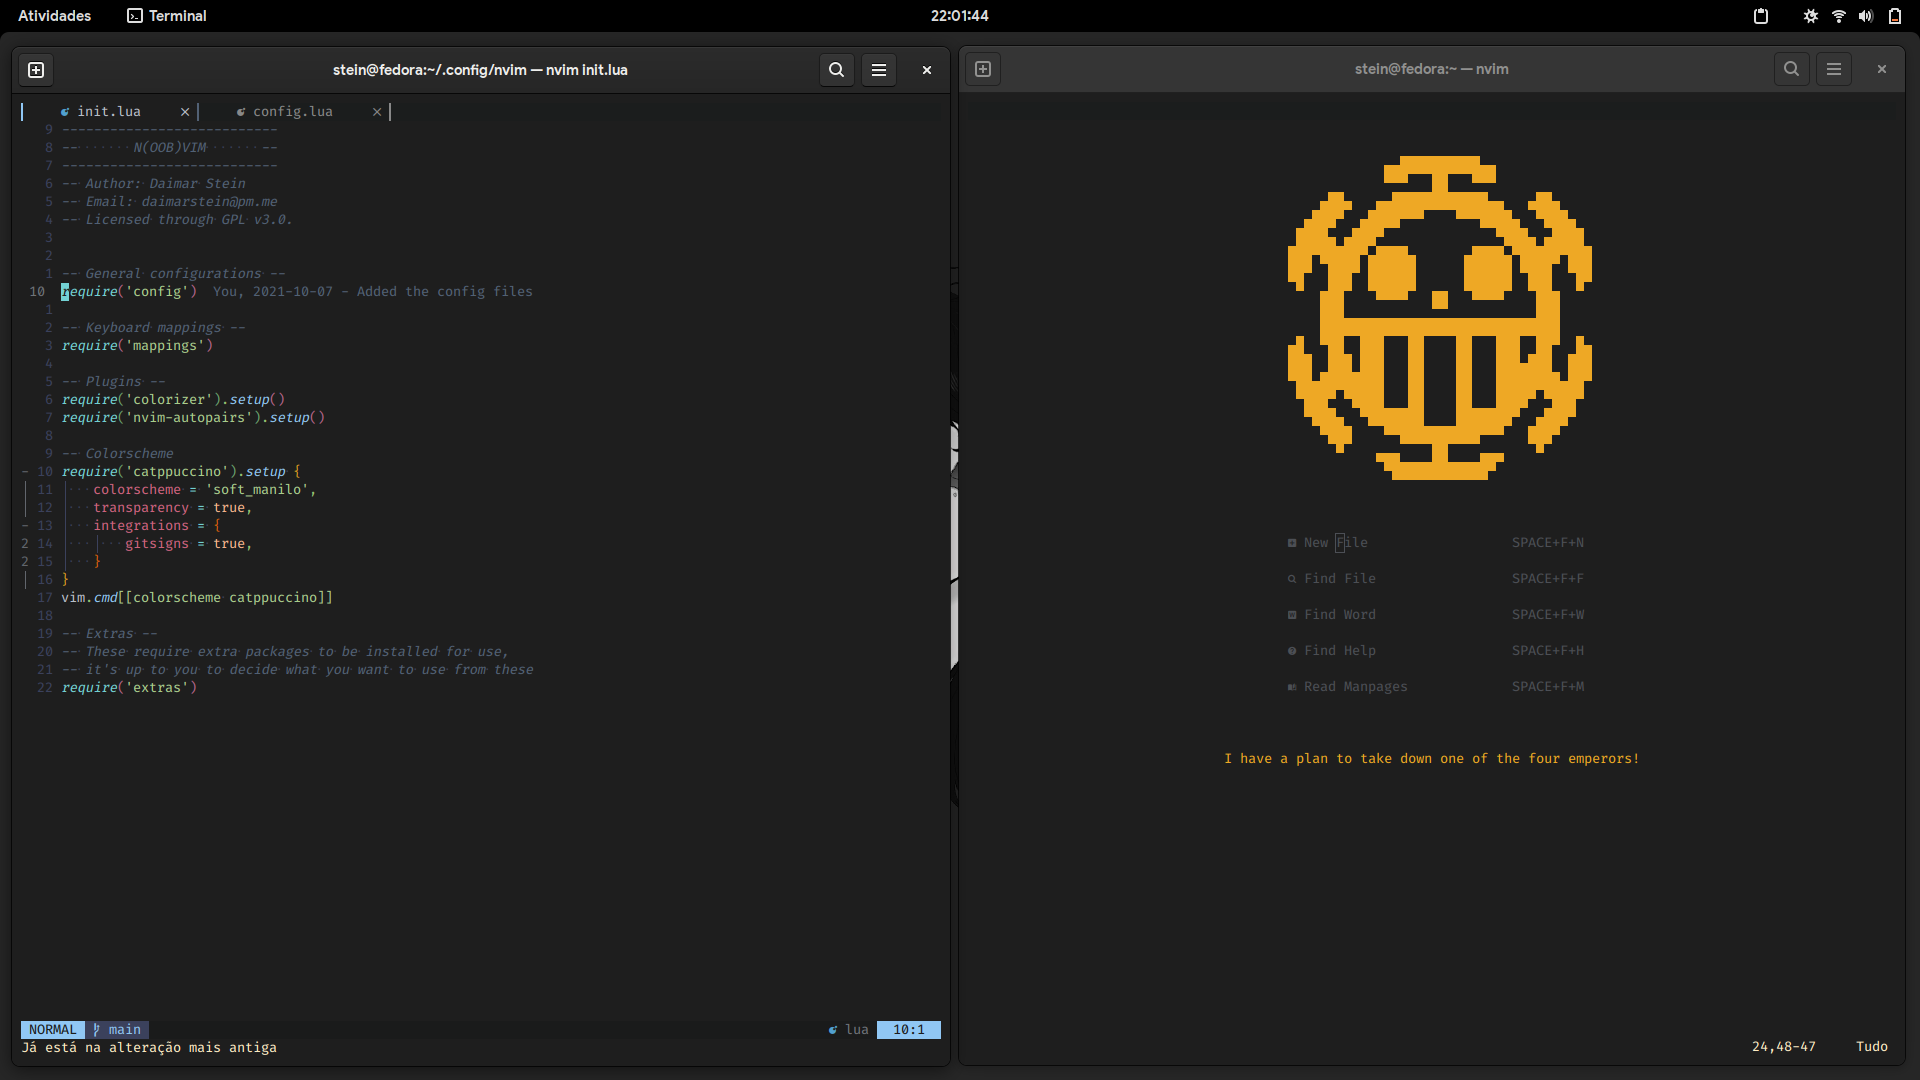 Atividades Terminal 22:01:44
stein@fedora:~/.config/nvim — nvim init.lua
init.lua × config.lua ×
9 ---------------------------
8 -- N(OOB)VIM --
7 ---------------------------
6 -- Author: Daimar Stein
5 -- Email: daimarstein@pm.me
4 -- Licensed through GPL v3.0.
3
2
1 -- General configurations --
10 require('config') You, 2021-10-07 - Added the config files
1
2 -- Keyboard mappings --
3 require('mappings')
4
5 -- Plugins --
6 require('colorizer').setup()
7 require('nvim-autopairs').setup()
8
9 -- Colorscheme
- 10 require('catppuccino').setup {
11 colorscheme = 'soft_manilo',
12 transparency = true,
- 13 integrations = {
2 14 gitsigns = true,
2 15 }
16 }
17 vim.cmd[[colorscheme catppuccino]]
18
19 -- Extras --
20 -- These require extra packages to be installed for use,
21 -- it's up to you to decide what you want to use from these
22 require('extras')
NORMAL main lua 10:1
Já está na alteração mais antiga
stein@fedora:~ — nvim
New File SPACE+F+N
Find File SPACE+F+F
Find Word SPACE+F+W
Find Help SPACE+F+H
Read Manpages SPACE+F+M
I have a plan to take down one of the four emperors!
24,48-47 Tudo